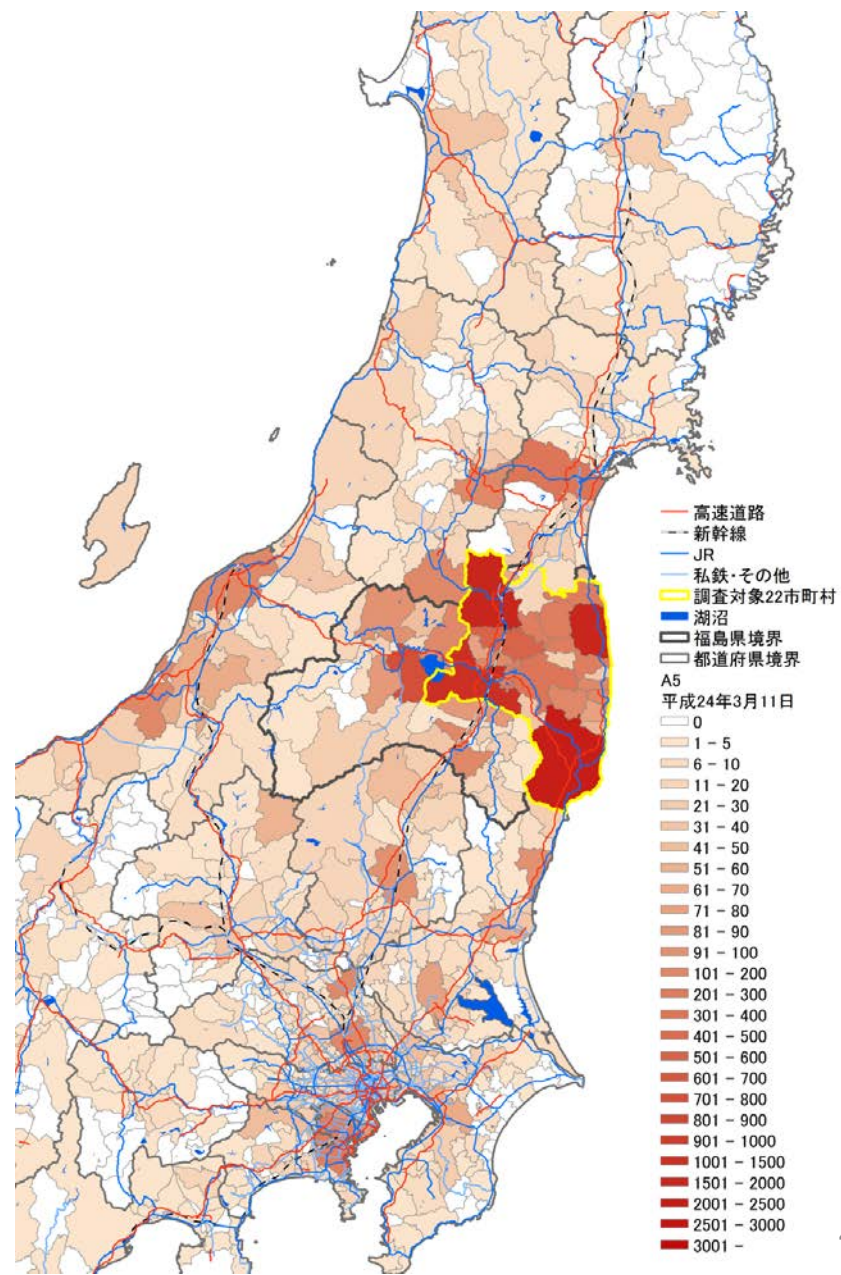 高速道路
新幹線
JR
私鉄・その他
調査対象22市町村
湖沼
福島県境界
都道府県境界
A5
平成24年3月11日
0
1 - 5
6 - 10
11 - 20
21 - 30
31 - 40
41 - 50
51 - 60
61 - 70
71 - 80
81 - 90
91 - 100
101 - 200
201 - 300
301 - 400
401 - 500
501 - 600
601 - 700
701 - 800
801 - 900
901 - 1000
1001 - 1500
1501 - 2000
2001 - 2500
2501 - 3000
3001 -